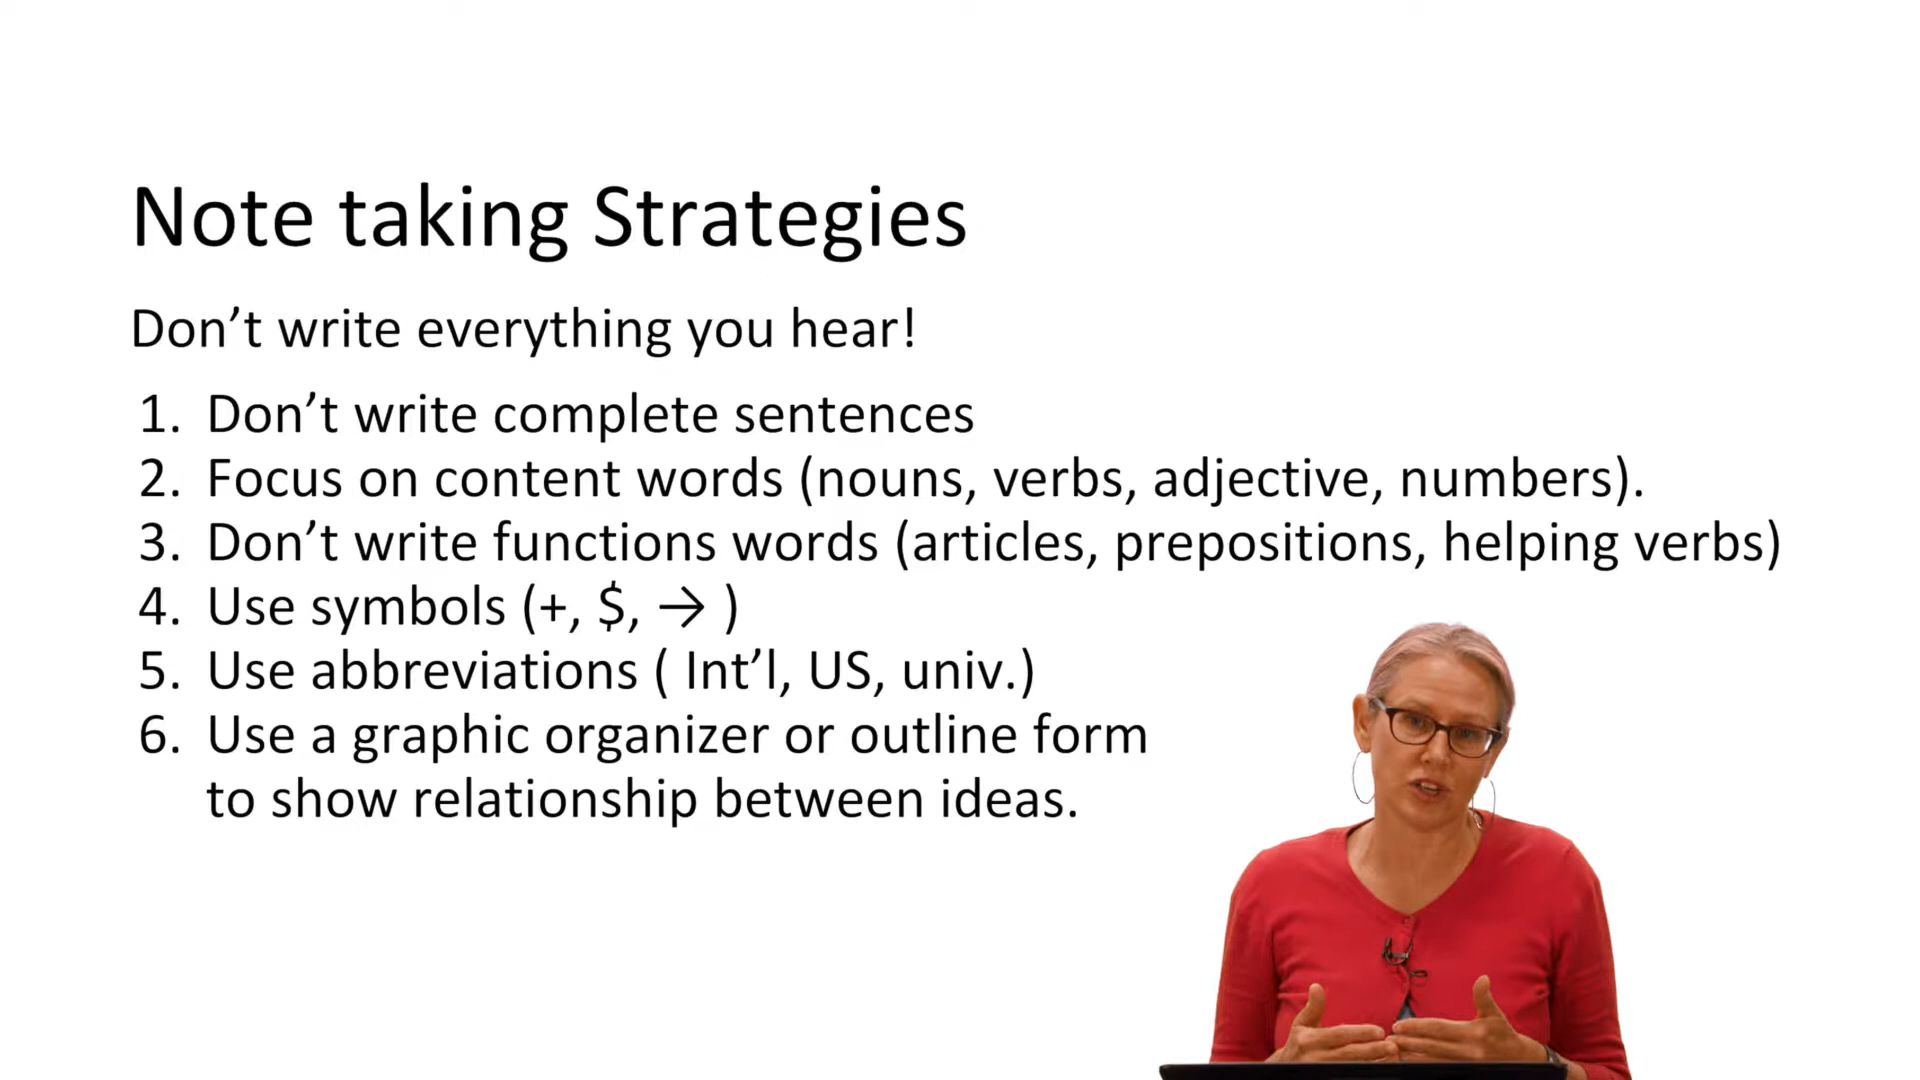 Note taking Strategies
Don’t write everything you hear!
1. Don’t write complete sentences
2. Focus on content words (nouns, verbs, adjective, numbers).
3. Don’t write functions words (articles, prepositions, helping verbs)
4. Use symbols (+, $, → )
5. Use abbreviations ( Int’l, US, univ.)
6. Use a graphic organizer or outline form
to show relationship between ideas.